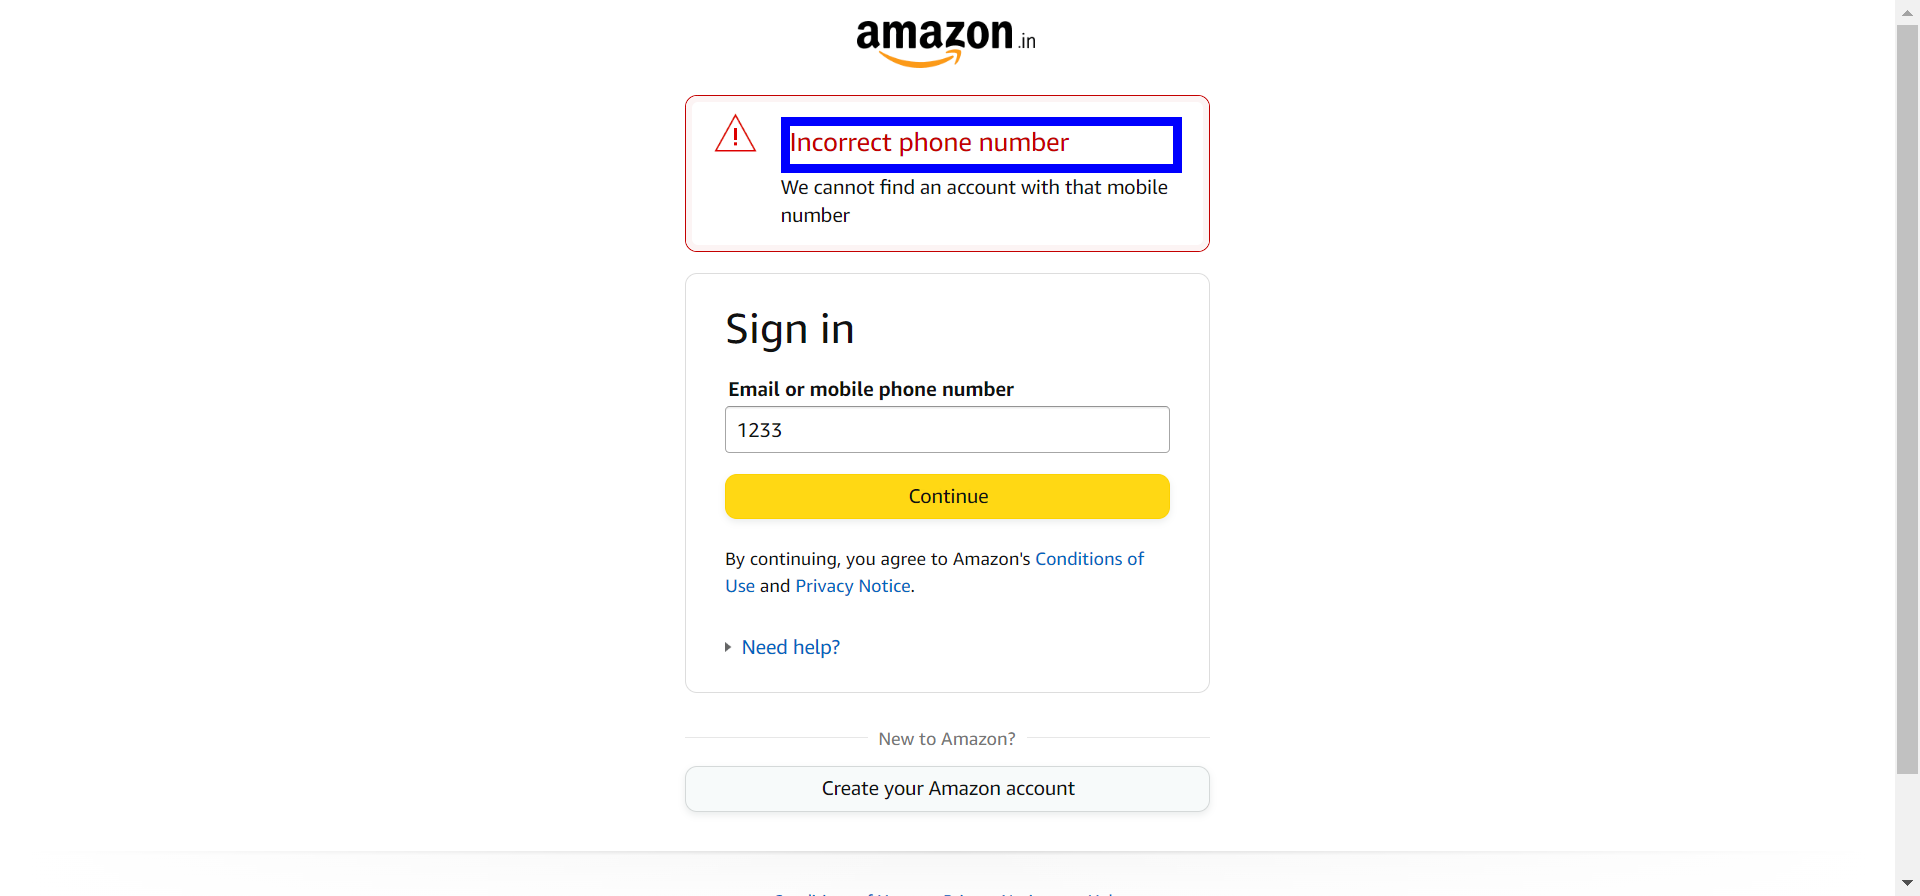 amazon.in
Incorrect phone number
We cannot find an account with that mobile
number
Sign in
Email or mobile phone number
1233
Continue
By continuing, you agree to Amazon's Conditions of
Use and Privacy Notice.
Need help?
New to Amazon?
Create your Amazon account